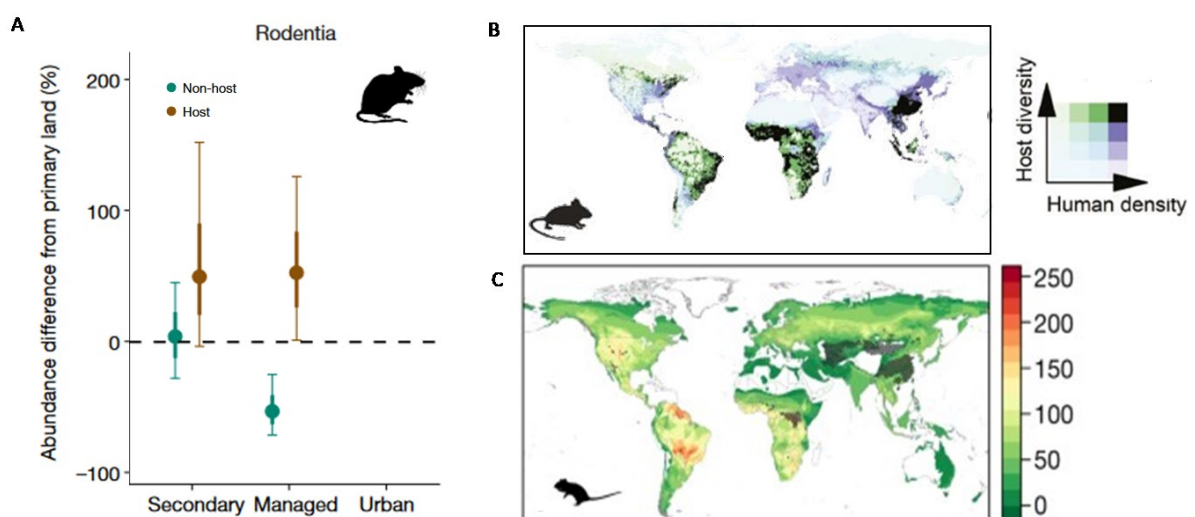 A
Rodentia
Abundance difference from primary land (%)
200
100
0
−100
Non-host
Host
Secondary Managed Urban
B
Host diversity
Human density
C
250
200
150
100
50
0